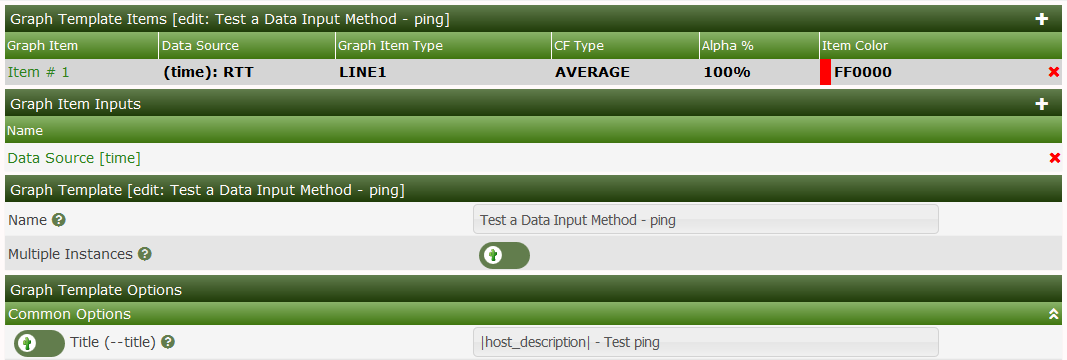 Graph Template Items [edit: Test a Data Input Method - ping]
Graph Item Data Source Graph Item Type CF Type Alpha % Item Color
Item # 1 (time): RTT LINE1 AVERAGE 100% FF0000
Graph Item Inputs
Name
Data Source [time]
Graph Template [edit: Test a Data Input Method - ping]
Name Test a Data Input Method - ping
Multiple Instances
Graph Template Options
Common Options
Title (--title) |host_description| - Test ping